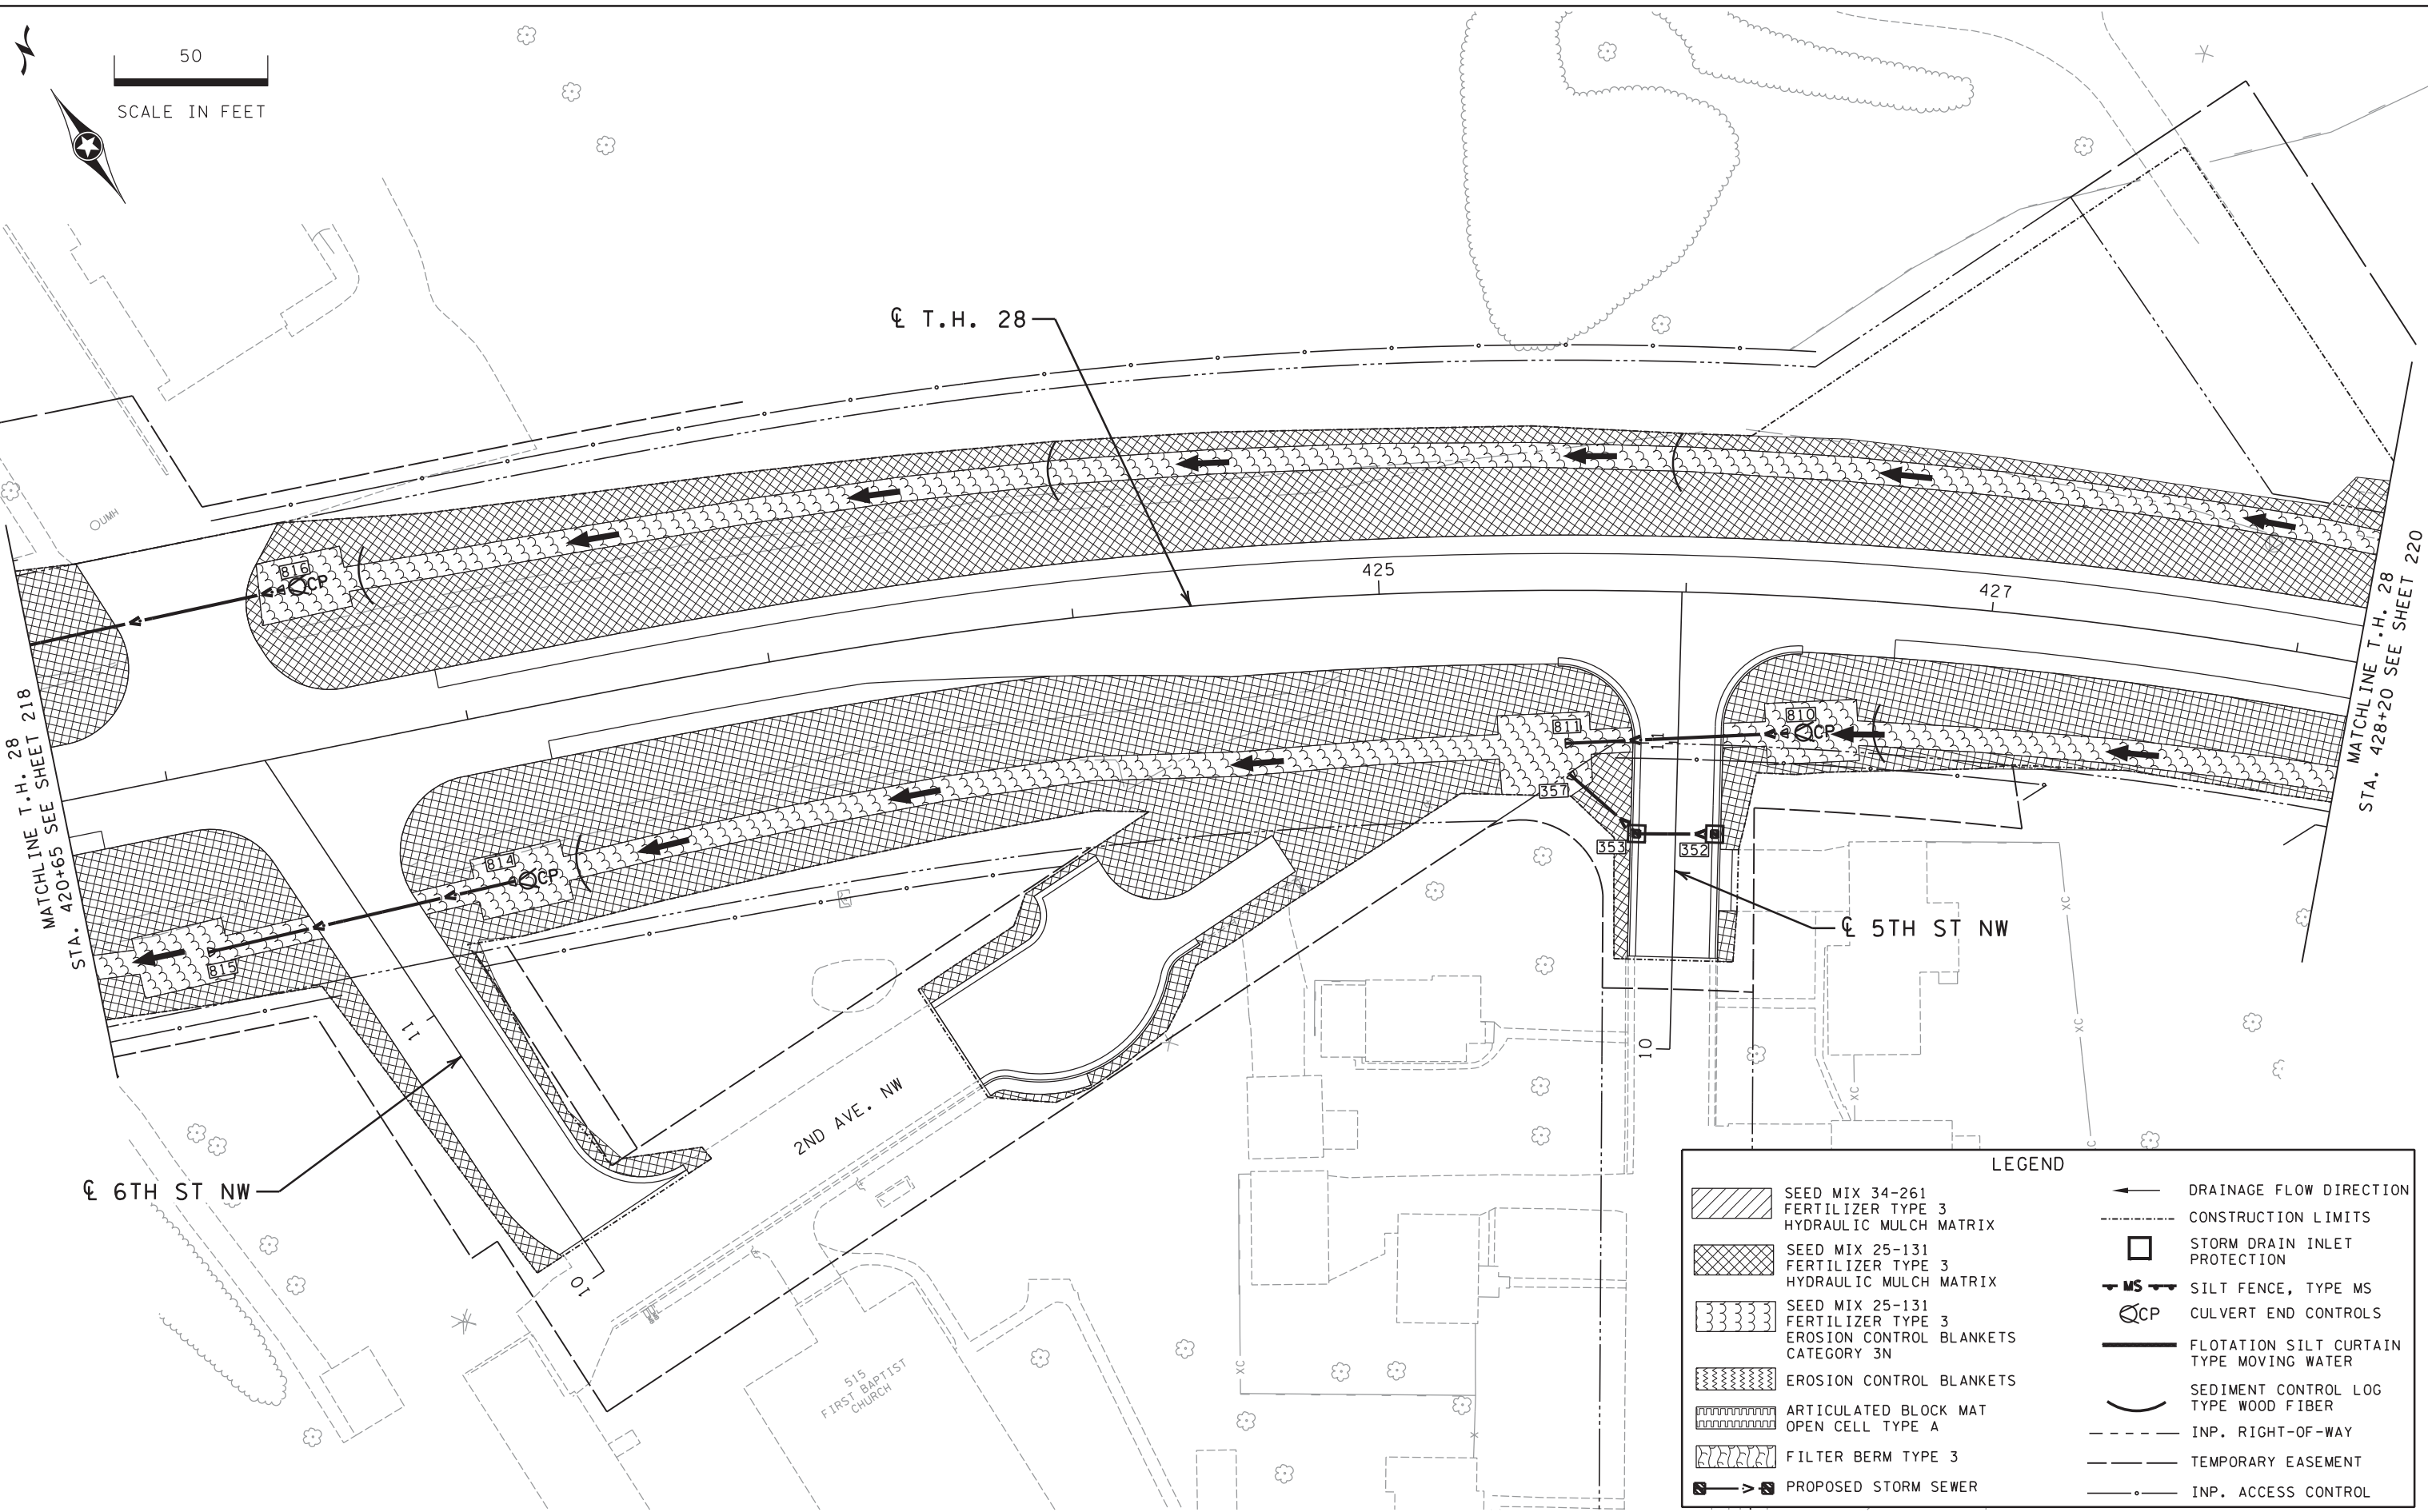 50
SCALE IN FEET
℄ T.H. 28
UMH
816
CP
425
427
MATCHLINE T.H. 28
STA. 428+20 SEE SHEET 220
MATCHLINE T.H. 28
STA. 420+65 SEE SHEET 218
811
11
810
CP
357
353
352
814
CP
815
℄ 5TH ST NW
XC
XC
XC
XC
C
X
11
10
10
2ND AVE. NW
℄ 6TH ST NW
515
FIRST BAPTIST
CHURCH
LEGEND
SEED MIX 34-261
FERTILIZER TYPE 3
HYDRAULIC MULCH MATRIX
SEED MIX 25-131
FERTILIZER TYPE 3
HYDRAULIC MULCH MATRIX
SEED MIX 25-131
FERTILIZER TYPE 3
EROSION CONTROL BLANKETS
CATEGORY 3N
EROSION CONTROL BLANKETS
ARTICULATED BLOCK MAT
OPEN CELL TYPE A
FILTER BERM TYPE 3
PROPOSED STORM SEWER
DRAINAGE FLOW DIRECTION
CONSTRUCTION LIMITS
STORM DRAIN INLET
PROTECTION
MS SILT FENCE, TYPE MS
CP CULVERT END CONTROLS
FLOTATION SILT CURTAIN
TYPE MOVING WATER
SEDIMENT CONTROL LOG
TYPE WOOD FIBER
INP. RIGHT-OF-WAY
TEMPORARY EASEMENT
INP. ACCESS CONTROL